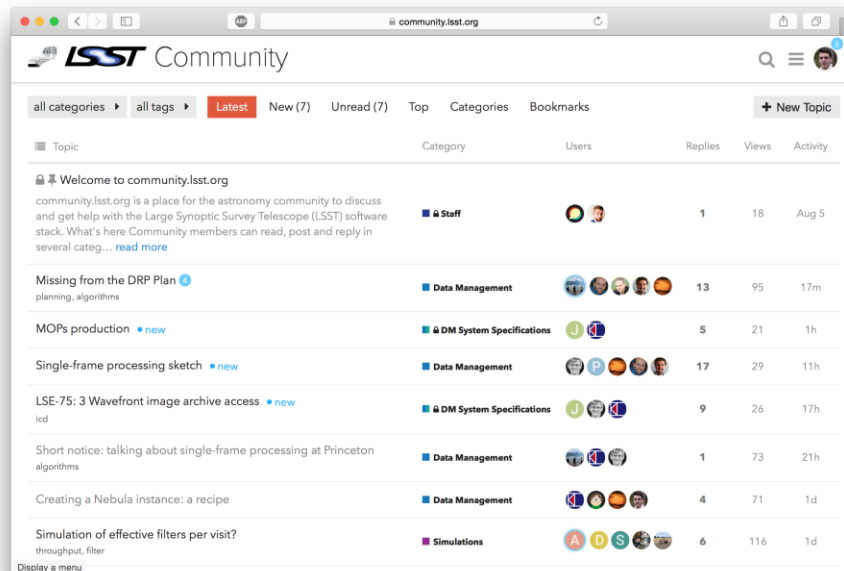 ABP
community.lsst.org
LSST Community
8
all categories all tags Latest New (7) Unread (7) Top Categories Bookmarks + New Topic
Topic Category Users Replies Views Activity
Welcome to community.lsst.org
community.lsst.org is a place for the astronomy community to discuss
and get help with the Large Synoptic Survey Telescope (LSST) software
stack. What's here Community members can read, post and reply in
several categ… read more
Staff 1 18 Aug 5
Missing from the DRP Plan 4
planning, algorithms
Data Management 13 95 17m
MOPs production new
DM System Specifications J 5 21 1h
Single-frame processing sketch new
Data Management P 17 29 11h
LSE-75: 3 Wavefront image archive access new
icd
DM System Specifications J 9 26 17h
Short notice: talking about single-frame processing at Princeton
algorithms
Data Management 1 73 21h
Creating a Nebula instance: a recipe
Data Management 4 71 1d
Simulation of effective filters per visit?
throughput, filter
Simulations A D S 6 116 1d
Display a menu